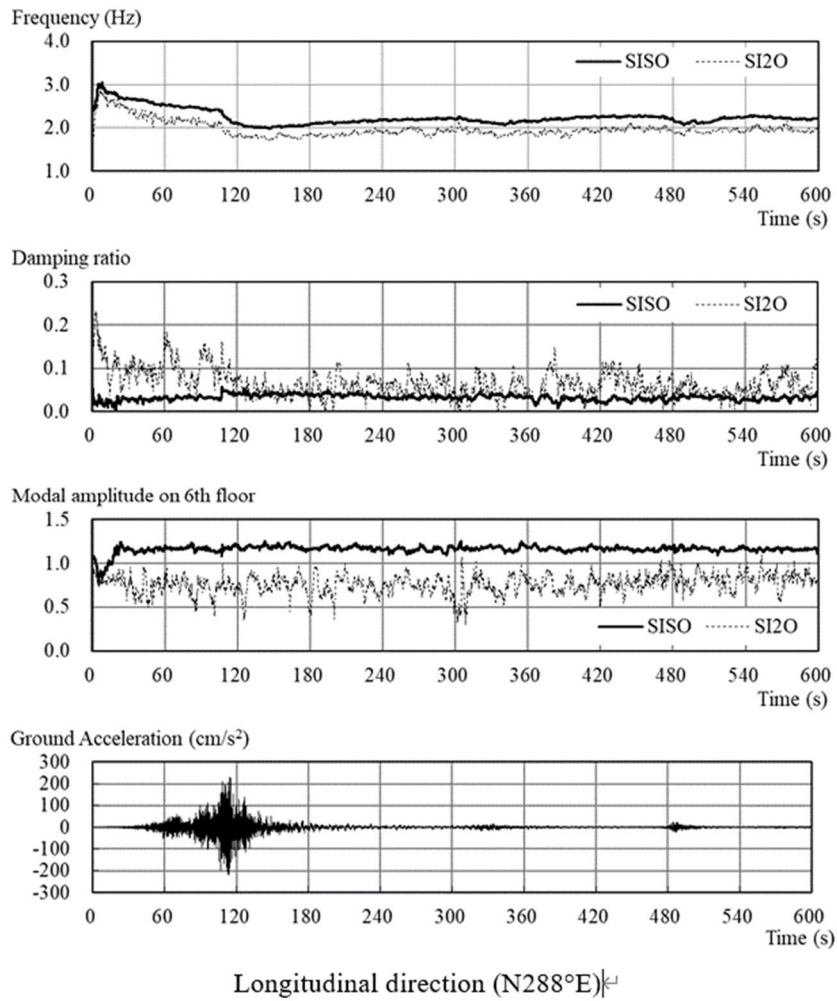 Frequency (Hz)
4.0
SISO SI2O
3.0
2.0
1.0
0 60 120 180 240 300 360 420 480 540 600
Time (s)
Damping ratio
0.3
SISO SI2O
0.2
0.1
0.0
0 60 120 180 240 300 360 420 480 540 600
Time (s)
Modal amplitude on 6th floor
1.5
1.0
0.5
SISO SI2O
0.0
0 60 120 180 240 300 360 420 480 540 600
Time (s)
Ground Acceleration (cm/s²)
300
200
100
0
-100
-200
-300
0 60 120 180 240 300 360 420 480 540 600
Time (s)
Longitudinal direction (N288°E)↵